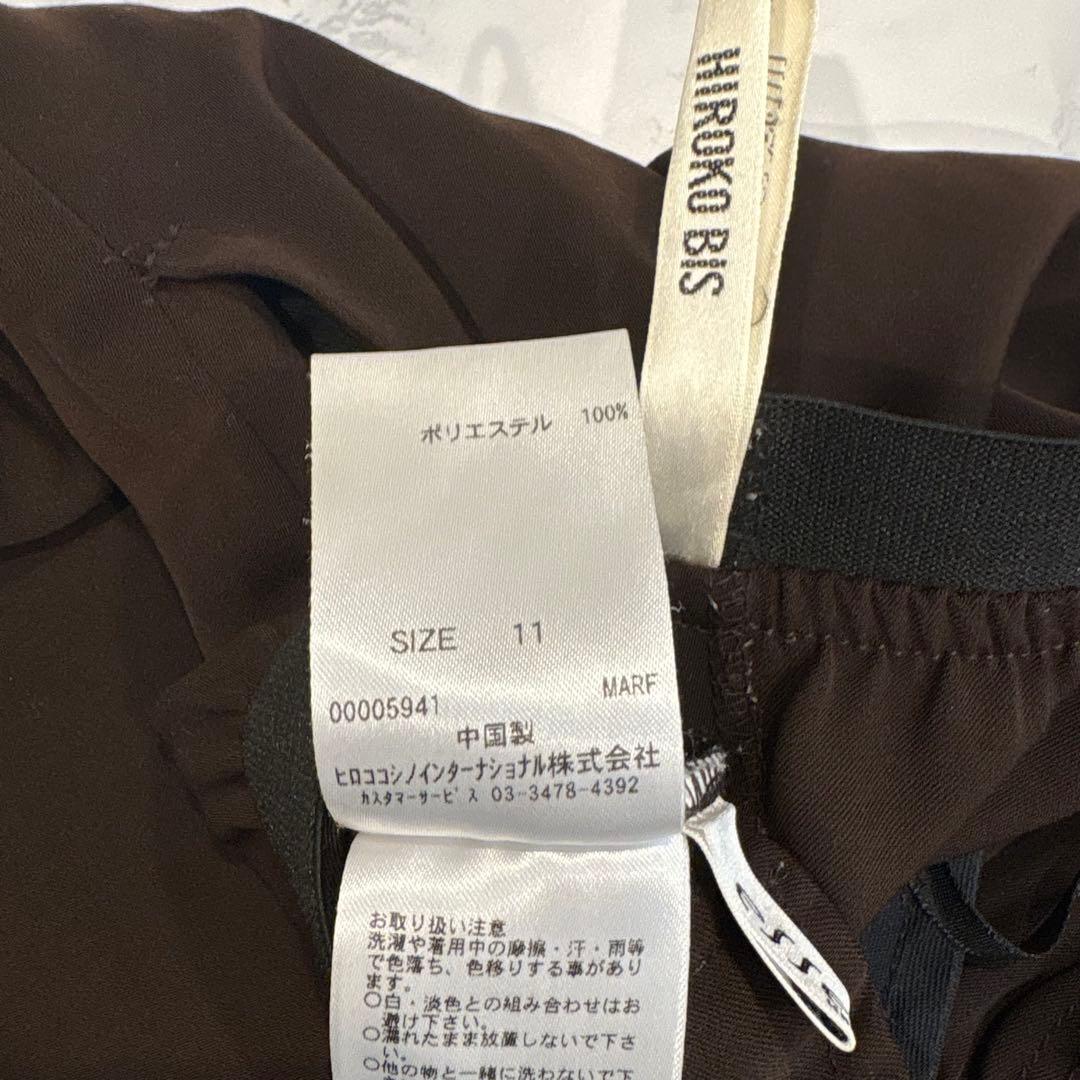 HIROKO BIS
ポリエステル 100%
SIZE 11
MARF
00005941
中国製
ヒロココシノインターナショナル株式会社
カスタマーサービス 03-3478-4392
お取り扱い注意
洗濯や着用中の摩擦・汗・雨等
で色落ち、色移りする事があり
ます。
○白・淡色との組み合わせはお
避け下さい。
○濡れたまま放置しないで下さ
い。
○他の物と一緒に洗わないで下